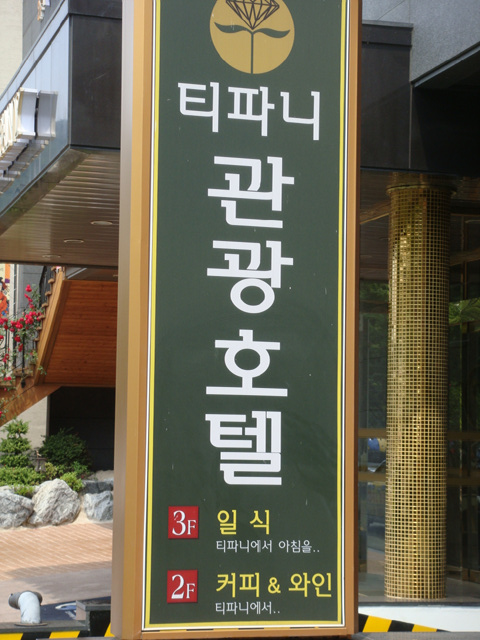 티파니
관광호텔
3F 일식
티파니에서 아침을..
2F 커피 & 와인
티파니에서..